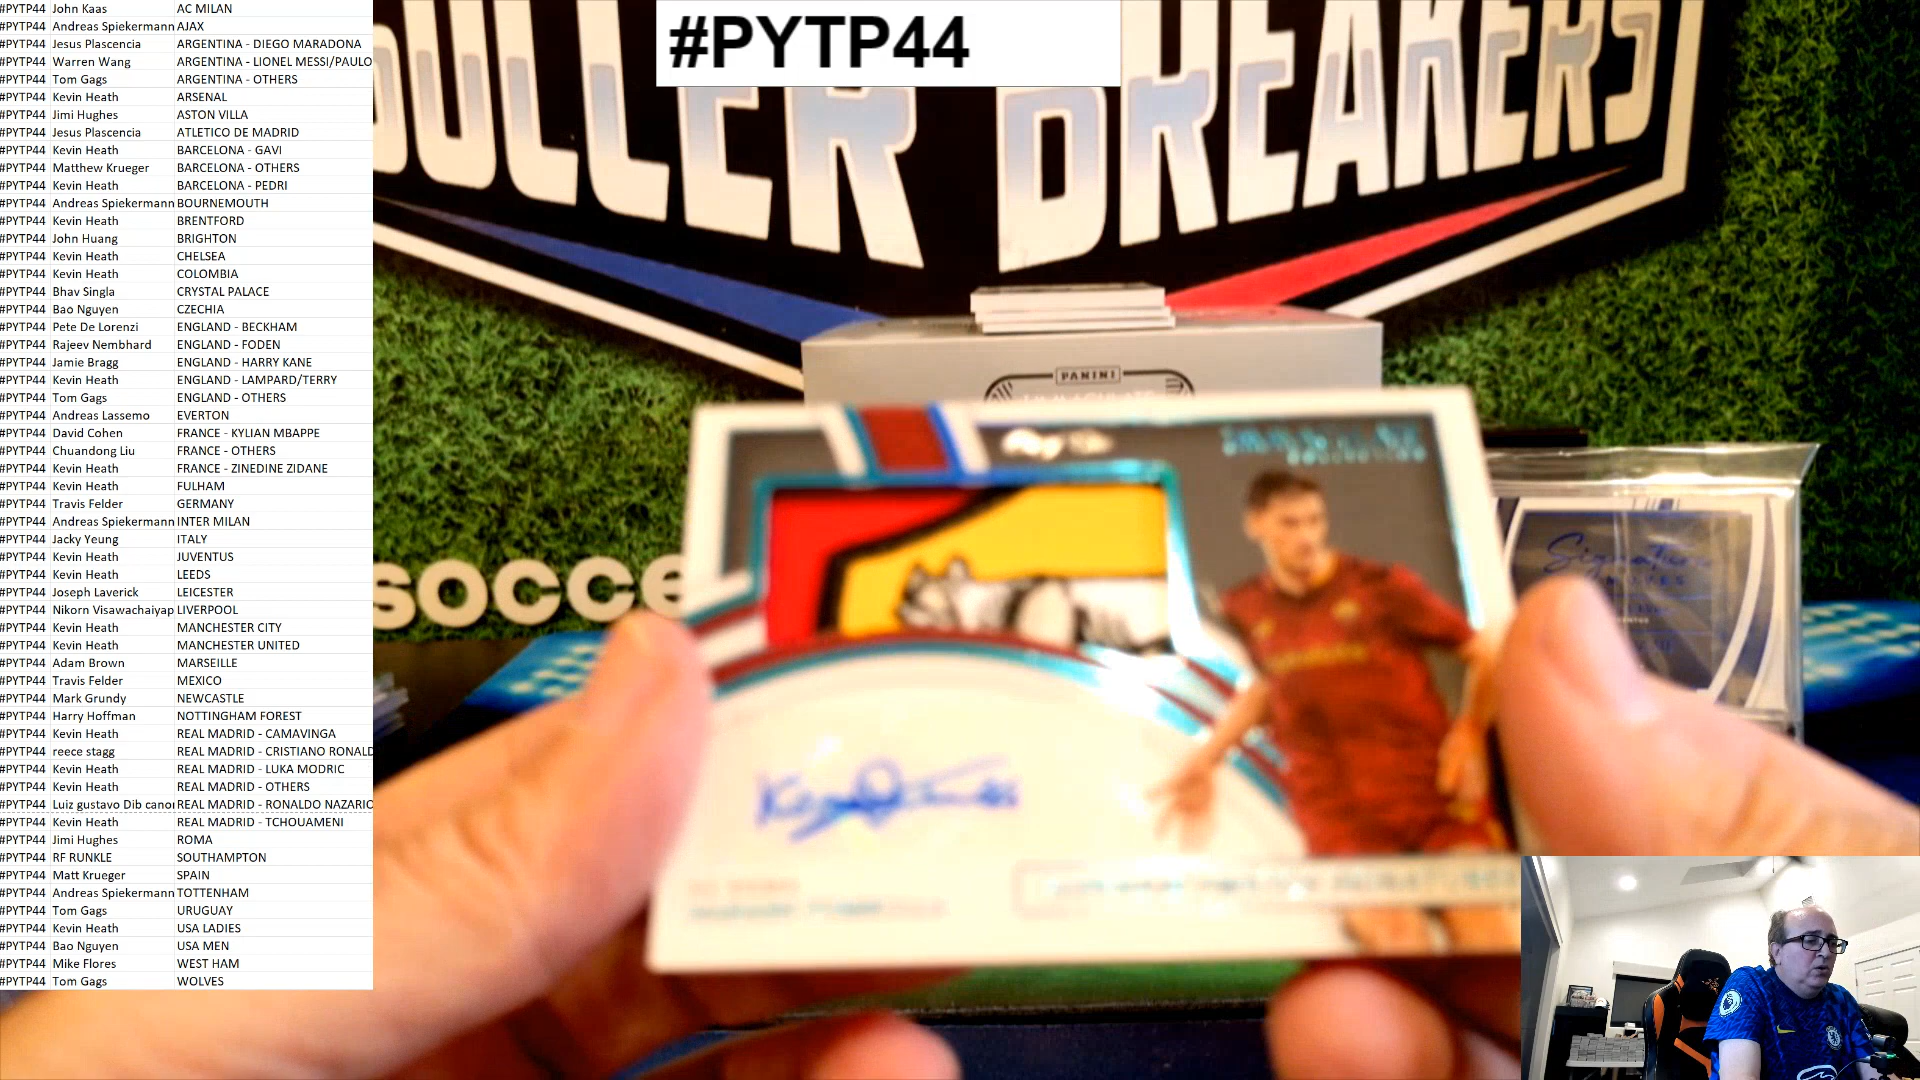 #PYTP44 John Kaas AC MILAN
#PYTP44 Andreas Spiekermann AJAX
#PYTP44 Jesus Plascencia ARGENTINA - DIEGO MARADONA
#PYTP44 Warren Wang ARGENTINA - LIONEL MESSI/PAULO
#PYTP44 Tom Gags ARGENTINA - OTHERS
#PYTP44 Kevin Heath ARSENAL
#PYTP44 Jimi Hughes ASTON VILLA
#PYTP44 Jesus Plascencia ATLETICO DE MADRID
#PYTP44 Kevin Heath BARCELONA - GAVI
#PYTP44 Matthew Krueger BARCELONA - OTHERS
#PYTP44 Kevin Heath BARCELONA - PEDRI
#PYTP44 Andreas Spiekermann BOURNEMOUTH
#PYTP44 Kevin Heath BRENTFORD
#PYTP44 John Huang BRIGHTON
#PYTP44 Kevin Heath CHELSEA
#PYTP44 Kevin Heath COLOMBIA
#PYTP44 Bhav Singla CRYSTAL PALACE
#PYTP44 Bao Nguyen CZECHIA
#PYTP44 Pete De Lorenzi ENGLAND - BECKHAM
#PYTP44 Rajeev Nembhard ENGLAND - FODEN
#PYTP44 Jamie Bragg ENGLAND - HARRY KANE
#PYTP44 Kevin Heath ENGLAND - LAMPARD/TERRY
#PYTP44 Tom Gags ENGLAND - OTHERS
#PYTP44 Andreas Lassemo EVERTON
#PYTP44 David Cohen FRANCE - KYLIAN MBAPPE
#PYTP44 Chuandong Liu FRANCE - OTHERS
#PYTP44 Kevin Heath FRANCE - ZINEDINE ZIDANE
#PYTP44 Kevin Heath FULHAM
#PYTP44 Travis Felder GERMANY
#PYTP44 Andreas Spiekermann INTER MILAN
#PYTP44 Jacky Yeung ITALY
#PYTP44 Kevin Heath JUVENTUS
#PYTP44 Kevin Heath LEEDS
#PYTP44 Joseph Laverick LEICESTER
#PYTP44 Nikorn Visawachaiyap LIVERPOOL
#PYTP44 Kevin Heath MANCHESTER CITY
#PYTP44 Kevin Heath MANCHESTER UNITED
#PYTP44 Adam Brown MARSEILLE
#PYTP44 Travis Felder MEXICO
#PYTP44 Mark Grundy NEWCASTLE
#PYTP44 Harry Hoffman NOTTINGHAM FOREST
#PYTP44 Kevin Heath REAL MADRID - CAMAVINGA
#PYTP44 reece stagg REAL MADRID - CRISTIANO RONALD
#PYTP44 Kevin Heath REAL MADRID - LUKA MODRIC
#PYTP44 Kevin Heath REAL MADRID - OTHERS
#PYTP44 Luiz gustavo Dib canoi REAL MADRID - RONALDO NAZARIO
#PYTP44 Kevin Heath REAL MADRID - TCHOUAMENI
#PYTP44 Jimi Hughes ROMA
#PYTP44 RF RUNKLE SOUTHAMPTON
#PYTP44 Matt Krueger SPAIN
#PYTP44 Andreas Spiekermann TOTTENHAM
#PYTP44 Tom Gags URUGUAY
#PYTP44 Kevin Heath USA LADIES
#PYTP44 Bao Nguyen USA MEN
#PYTP44 Mike Flores WEST HAM
#PYTP44 Tom Gags WOLVES
#PYTP44
SOCCER BREAKERS
PANINI
socce
Signature